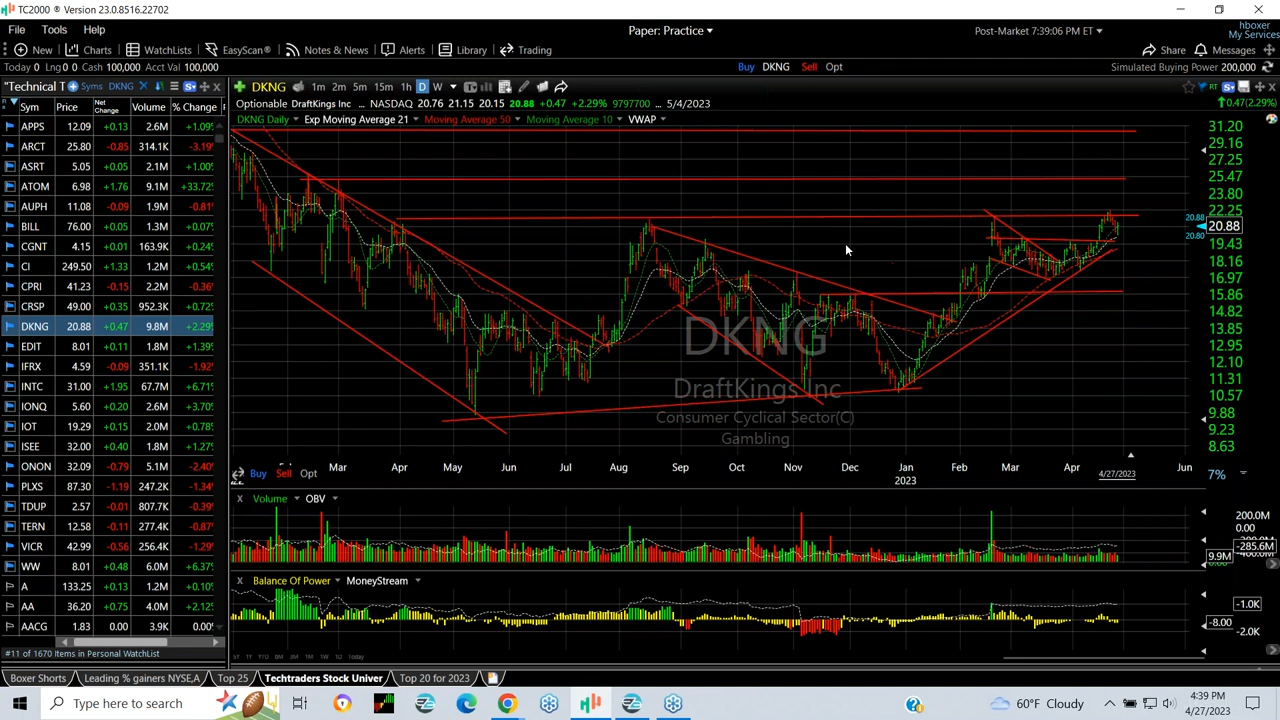 TC2000 ® Version 23.0.8516.22702
File Tools Help
Paper: Practice
Post-Market 7:39:06 PM ET
hboxer
My Services
New Charts WatchLists EasyScan® Notes & News Alerts Library Trading
Share Messages
Today 0 Lng 0 0 Cash 100,000 Acct Val 100,000
Buy DKNG Sell Opt
Simulated Buying Power 200,000
"Technical T Syms DKNG
DKNG 1m 2m 5m 15m 1h D W
RT
Optionable DraftKings Inc ... NASDAQ 20.76 21.15 20.15 20.88 +0.47 +2.29% 9797700 ... 5/4/2023
0.47(2.29%)
DKNG Daily Exp Moving Average 21 Moving Average 50 Moving Average 10 VWAP
Sym Price Net Change Volume % Change F
APPS 12.09 +0.13 2.6M +1.09%
ARCT 25.80 -0.85 314.1K -3.19%
ASRT 5.05 +0.05 2.1M +1.00%
ATOM 6.98 +1.76 9.1M +33.72%
AUPH 11.08 -0.09 1.9M -0.81%
BILL 76.00 +0.05 1.3M +0.07%
CGNT 4.15 +0.01 163.9K +0.24%
CI 249.50 +1.33 1.2M +0.54%
CPRI 41.23 -0.15 2.2M -0.36%
CRSP 49.00 +0.35 952.3K +0.72%
DKNG 20.88 +0.47 9.8M +2.29%
EDIT 8.01 +0.11 1.8M +1.39%
IFRX 4.59 -0.09 351.1K -1.92%
INTC 31.00 +1.95 67.7M +6.71%
IONQ 5.60 +0.20 2.6M +3.70%
IOT 19.29 +0.15 2.0M +0.78%
ISEE 32.00 +0.40 1.8M +1.27%
ONON 32.09 -0.79 5.1M -2.40%
PLXS 87.30 -1.19 247.2K -1.34%
TDUP 2.57 -0.01 807.7K -0.39%
TERN 12.58 -0.11 277.4K -0.87%
VICR 42.99 -0.56 256.4K -1.29%
WW 8.01 +0.48 6.0M +6.37%
A 133.25 +0.13 1.2M +0.10%
AA 36.20 +0.75 4.0M +2.12%
AACG 1.83 0.00 3.9K 0.00%
#11 of 1670 Items in Personal WatchList
31.20
29.16
27.25
25.47
23.80
22.25
20.88
20.88
20.80
19.43
18.16
16.97
15.86
14.82
13.85
12.95
12.10
11.31
10.57
9.88
9.23
8.63
DKNG
DraftKings Inc
Consumer Cyclical Sector(C)
Gambling
Mar Apr May Jun Jul Aug Sep Oct Nov Dec Jan Feb Mar Apr Jun
2023
4/27/2023
7%
Buy Sell Opt
Volume OBV
200.0M
0.00
-285.6M
9.9M
Balance Of Power MoneyStream
-1.0K
-8.00
-2.0K
5Y 1Y YTD 6M 3M 1M 1W 1D Today
Boxer Shorts Leading % gainers NYSE,A Top 25 Techtraders Stock Univer Top 20 for 2023
Type here to search
60°F Cloudy
4:39 PM
4/27/2023